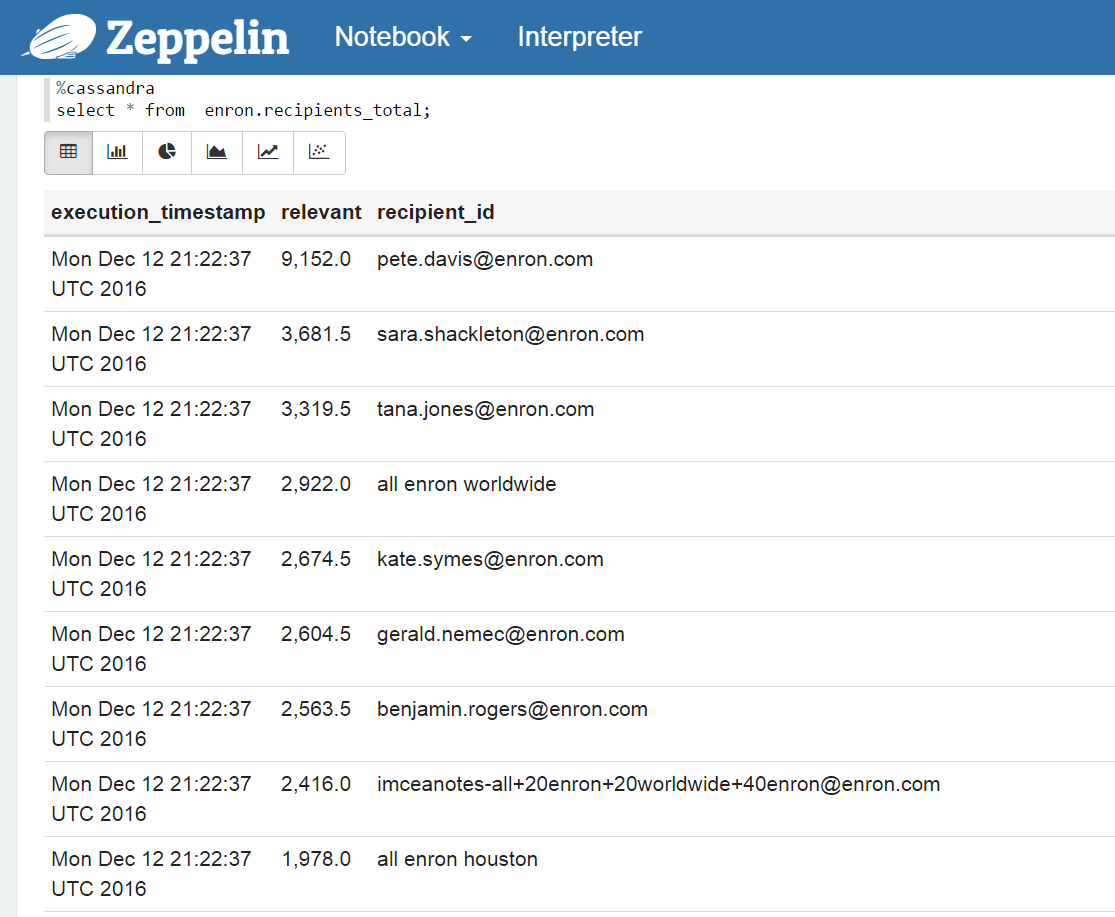 Zeppelin Notebook Interpreter
%cassandra
select * from  enron.recipients_total;
execution_timestamp relevant recipient_id
Mon Dec 12 21:22:37 9,152.0 pete.davis@enron.com
UTC 2016
Mon Dec 12 21:22:37 3,681.5 sara.shackleton@enron.com
UTC 2016
Mon Dec 12 21:22:37 3,319.5 tana.jones@enron.com
UTC 2016
Mon Dec 12 21:22:37 2,922.0 all enron worldwide
UTC 2016
Mon Dec 12 21:22:37 2,674.5 kate.symes@enron.com
UTC 2016
Mon Dec 12 21:22:37 2,604.5 gerald.nemec@enron.com
UTC 2016
Mon Dec 12 21:22:37 2,563.5 benjamin.rogers@enron.com
UTC 2016
Mon Dec 12 21:22:37 2,416.0 imceanotes-all+20enron+20worldwide+40enron@enron.com
UTC 2016
Mon Dec 12 21:22:37 1,978.0 all enron houston
UTC 2016